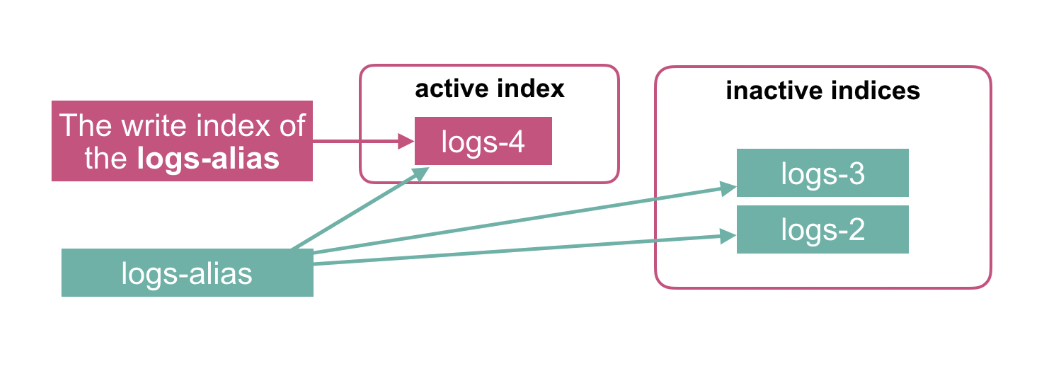 active index
inactive indices
The write index of
the logs-alias
logs-4
logs-3
logs-2
logs-alias